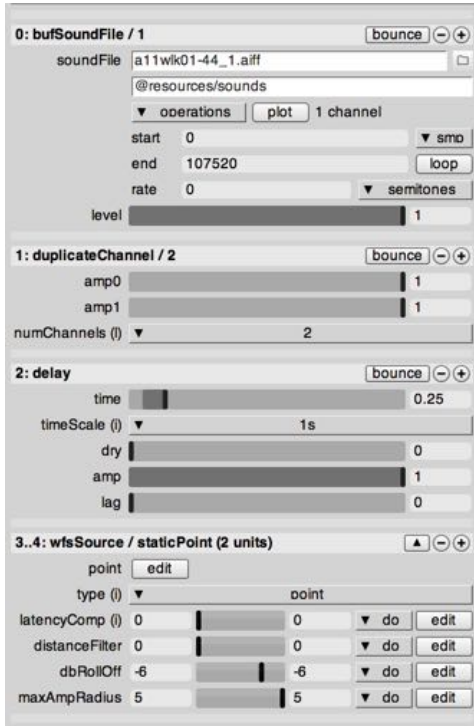 0: bufSoundFile / 1 bounce
soundFile a11wlk01-44_1.aiff
@resources/sounds
operations plot 1 channel
start 0 smp
end 107520 loop
rate 0 semitones
level 1
1: duplicateChannel / 2 bounce
amp0 1
amp1 1
numChannels (i) 2
2: delay bounce
time 0.25
timeScale (i) 1s
dry 0
amp 1
lag 0
3..4: wfsSource / staticPoint (2 units)
point edit
type (i) point
latencyComp (i) 0 0 do edit
distanceFilter 0 0 do edit
dbRollOff -6 -6 do edit
maxAmpRadius 5 5 do edit